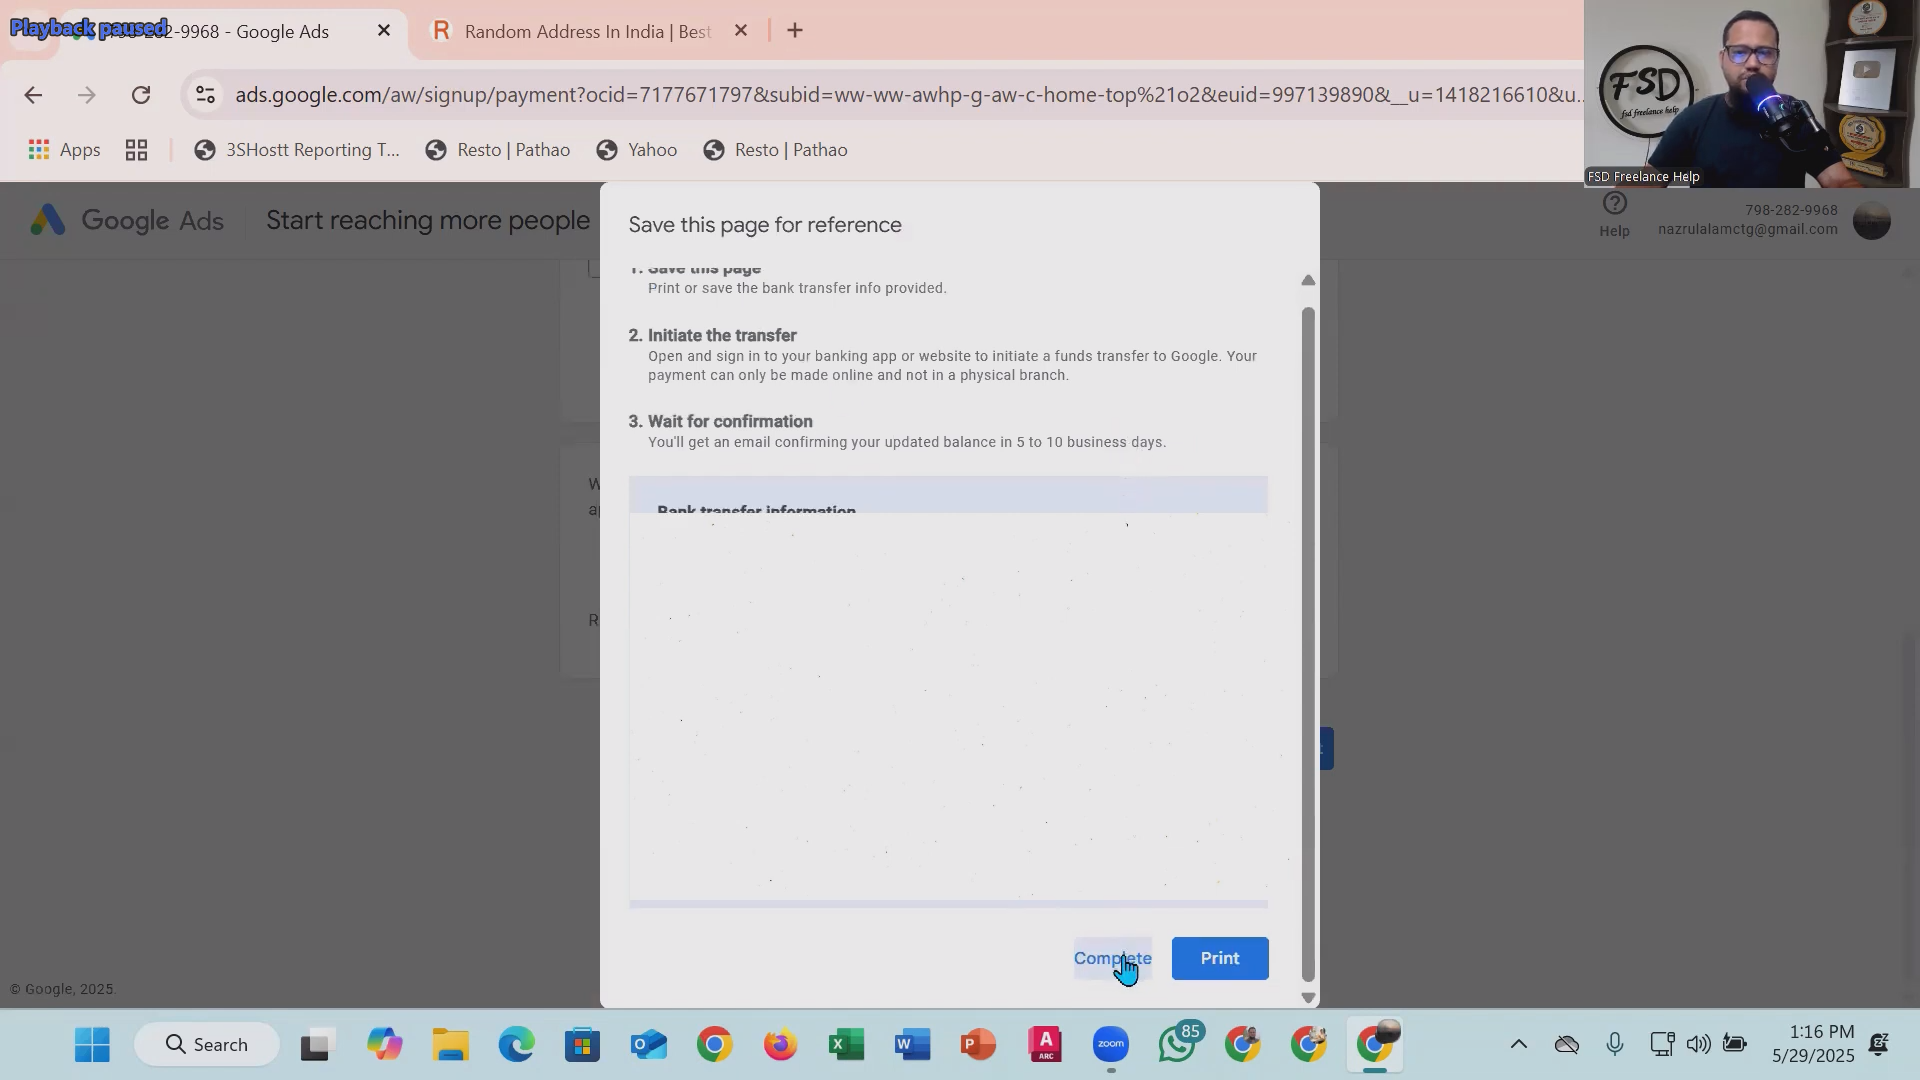 Playback paused
798-282-9968 - Google Ads
Random Address In India | Best
ads.google.com/aw/signup/payment?ocid=7177671797&subid=ww-ww-awhp-g-aw-c-home-top%21o2&euid=997139890&__u=1418216610&u...
Apps
3SHostt Reporting T...
Resto | Pathao
Yahoo
Resto | Pathao
FSD
fsd freelance help
FSD Freelance Help
Google Ads
Start reaching more people
Help
798-282-9968
nazrulalamctg@gmail.com
Save this page for reference
1. Save this page
Print or save the bank transfer info provided.
2. Initiate the transfer
Open and sign in to your banking app or website to initiate a funds transfer to Google. Your
payment can only be made online and not in a physical branch.
3. Wait for confirmation
You'll get an email confirming your updated balance in 5 to 10 business days.
Bank transfer information
Complete
Print
© Google, 2025.
Search
zoom
85
1:16 PM
5/29/2025